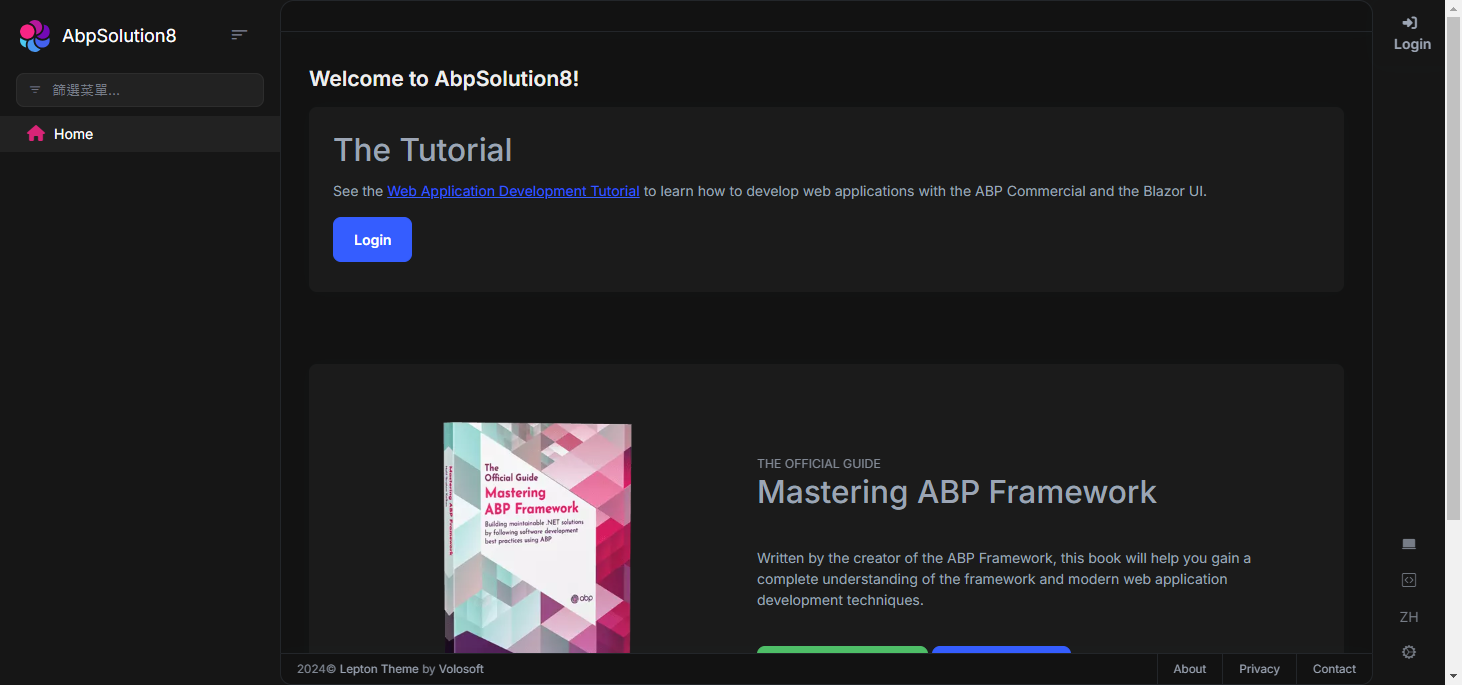 AbpSolution8
篩選菜單...
Home
Login
Welcome to AbpSolution8!
The Tutorial
See the Web Application Development Tutorial to learn how to develop web applications with the ABP Commercial and the Blazor UI.
Login
The
Official Guide
Mastering
ABP Framework
Building maintainable .NET solutions
by following software development
best practices using ABP
abp
Mastering ABP Framework
THE OFFICIAL GUIDE
Mastering ABP Framework
Written by the creator of the ABP Framework, this book will help you gain a
complete understanding of the framework and modern web application
development techniques.
ZH
2024© Lepton Theme by Volosoft
About
Privacy
Contact